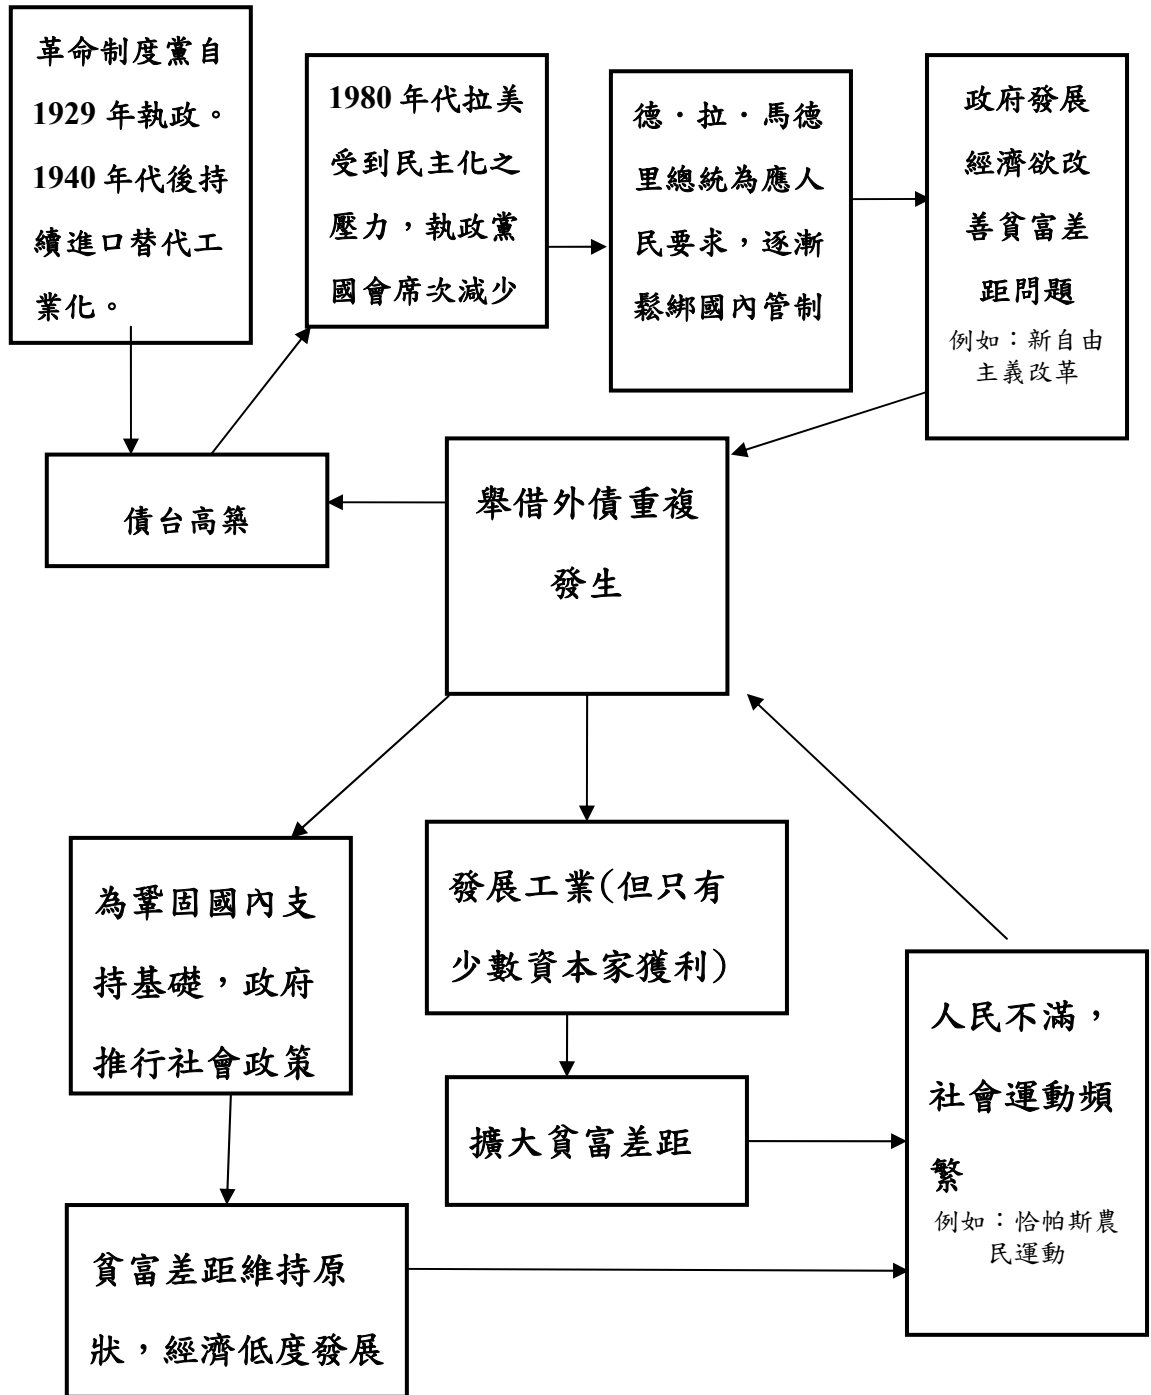 革命制度黨自
1929 年執政。
1940 年代後持
續進口替代工
業化。
1980 年代拉美
受到民主化之
壓力，執政黨
國會席次減少
德．拉．馬德
里總統為應人
民要求，逐漸
鬆綁國內管制
政府發展
經濟欲改
善貧富差
距問題
例如：新自由
主義改革
債台高築
舉借外債重複
發生
為鞏固國內支
持基礎，政府
推行社會政策
發展工業(但只有
少數資本家獲利)
擴大貧富差距
人民不滿，
社會運動頻
繁
例如：恰帕斯農
民運動
貧富差距維持原
狀，經濟低度發展